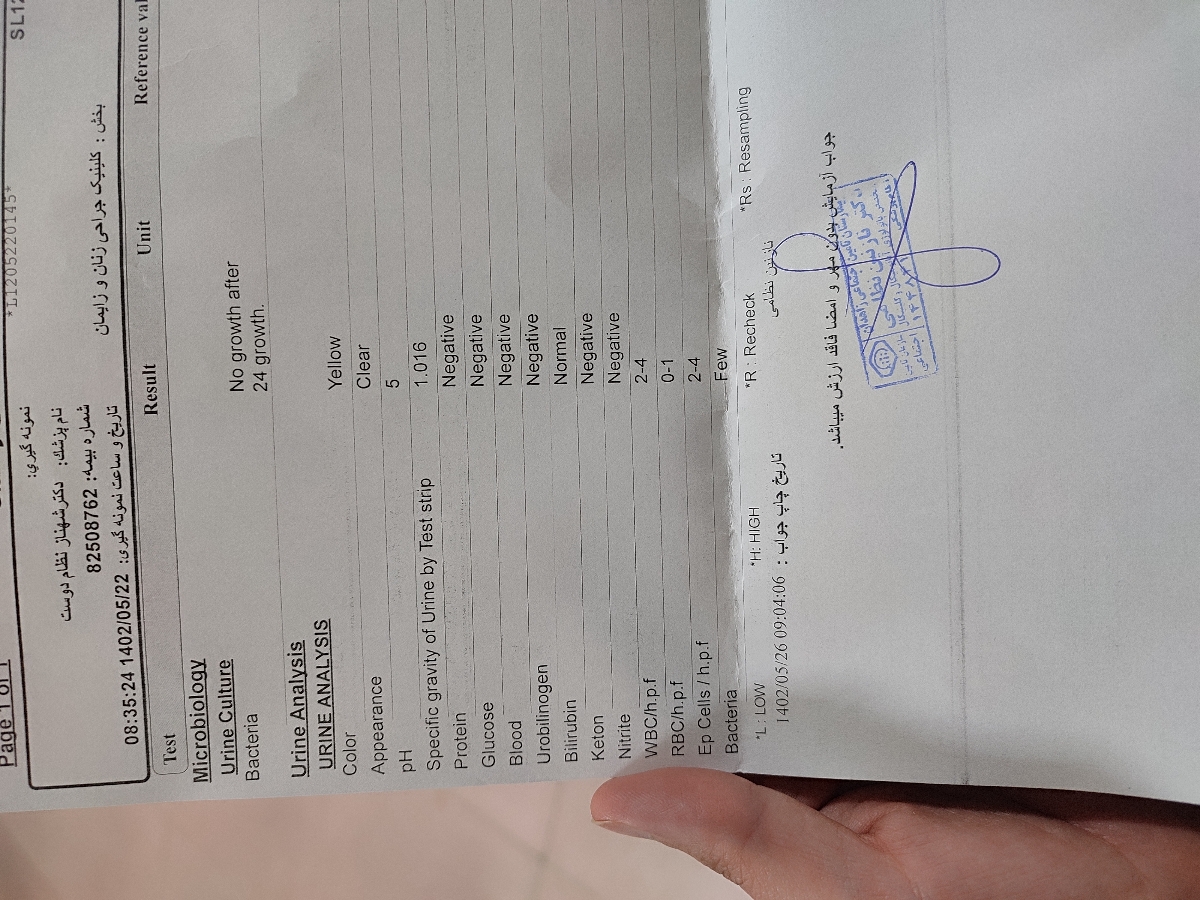 Page 1 of 1
*L1205220145*
SL12
نمونه گیری:
نام پزشک: دکتر شهناز نظام دوست
شماره بیمه: 82508762
بخش : کلینیک جراحی زنان و زایمان
تاریخ و ساعت نمونه گیری: 1402/05/22 08:35:24
Test Result Unit Reference val
Microbiology
Urine Culture
Bacteria No growth after
24 growth.
Urine Analysis
URINE ANALYSIS
Color Yellow
Appearance Clear
pH 5
Specific gravity of Urine by Test strip 1.016
Protein Negative
Glucose Negative
Blood Negative
Urobilinogen Negative
Bilirubin Normal
Keton Negative
Nitrite Negative
WBC/h.p.f 2-4
RBC/h.p.f 0-1
Ep Cells / h.p.f 2-4
Bacteria Few
*L : LOW *H: HIGH *R : Recheck *Rs : Resampling
تاریخ چاپ جواب : 1402/05/26 09:04:06
نازنین نظامی
جواب آزمایش بدون مهر و امضا فاقد ارزش میباشد.
دکتر نازنین نظامی